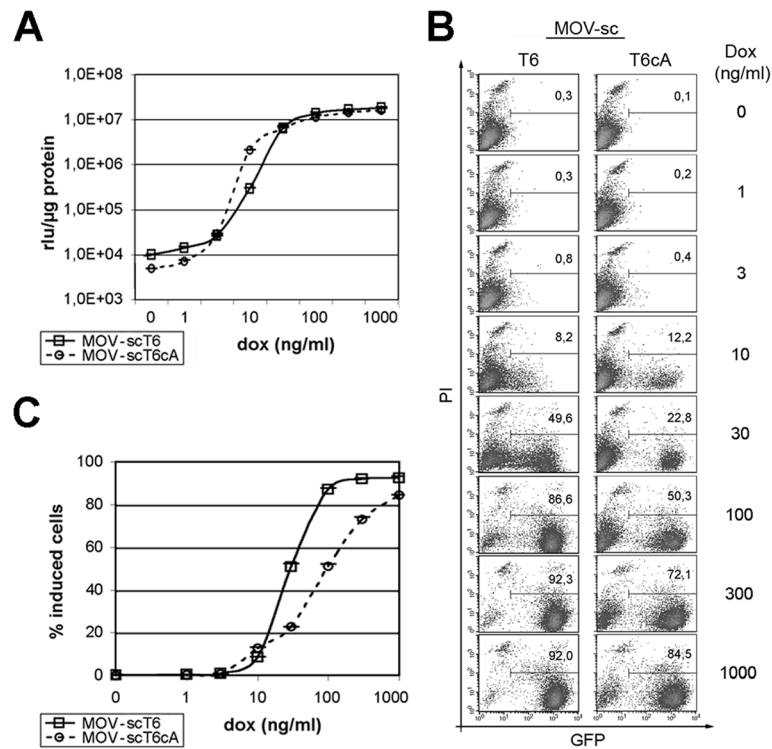 A
1,0E+08
1,0E+07
1,0E+06
1,0E+05
1,0E+04
1,0E+03
rlu/µg protein
0 1 10 100 1000
dox (ng/ml)
MOV-scT6
MOV-scT6cA
B
MOV-sc
T6 T6cA
Dox
(ng/ml)
0,3 0,1 0
0,3 0,2 1
0,8 0,4 3
8,2 12,2 10
49,6 22,8 30
86,6 50,3 100
92,3 72,1 300
92,0 84,5 1000
PI
GFP
C
100
80
60
40
20
0
% induced cells
0 1 10 100 1000
dox (ng/ml)
MOV-scT6
MOV-scT6cA